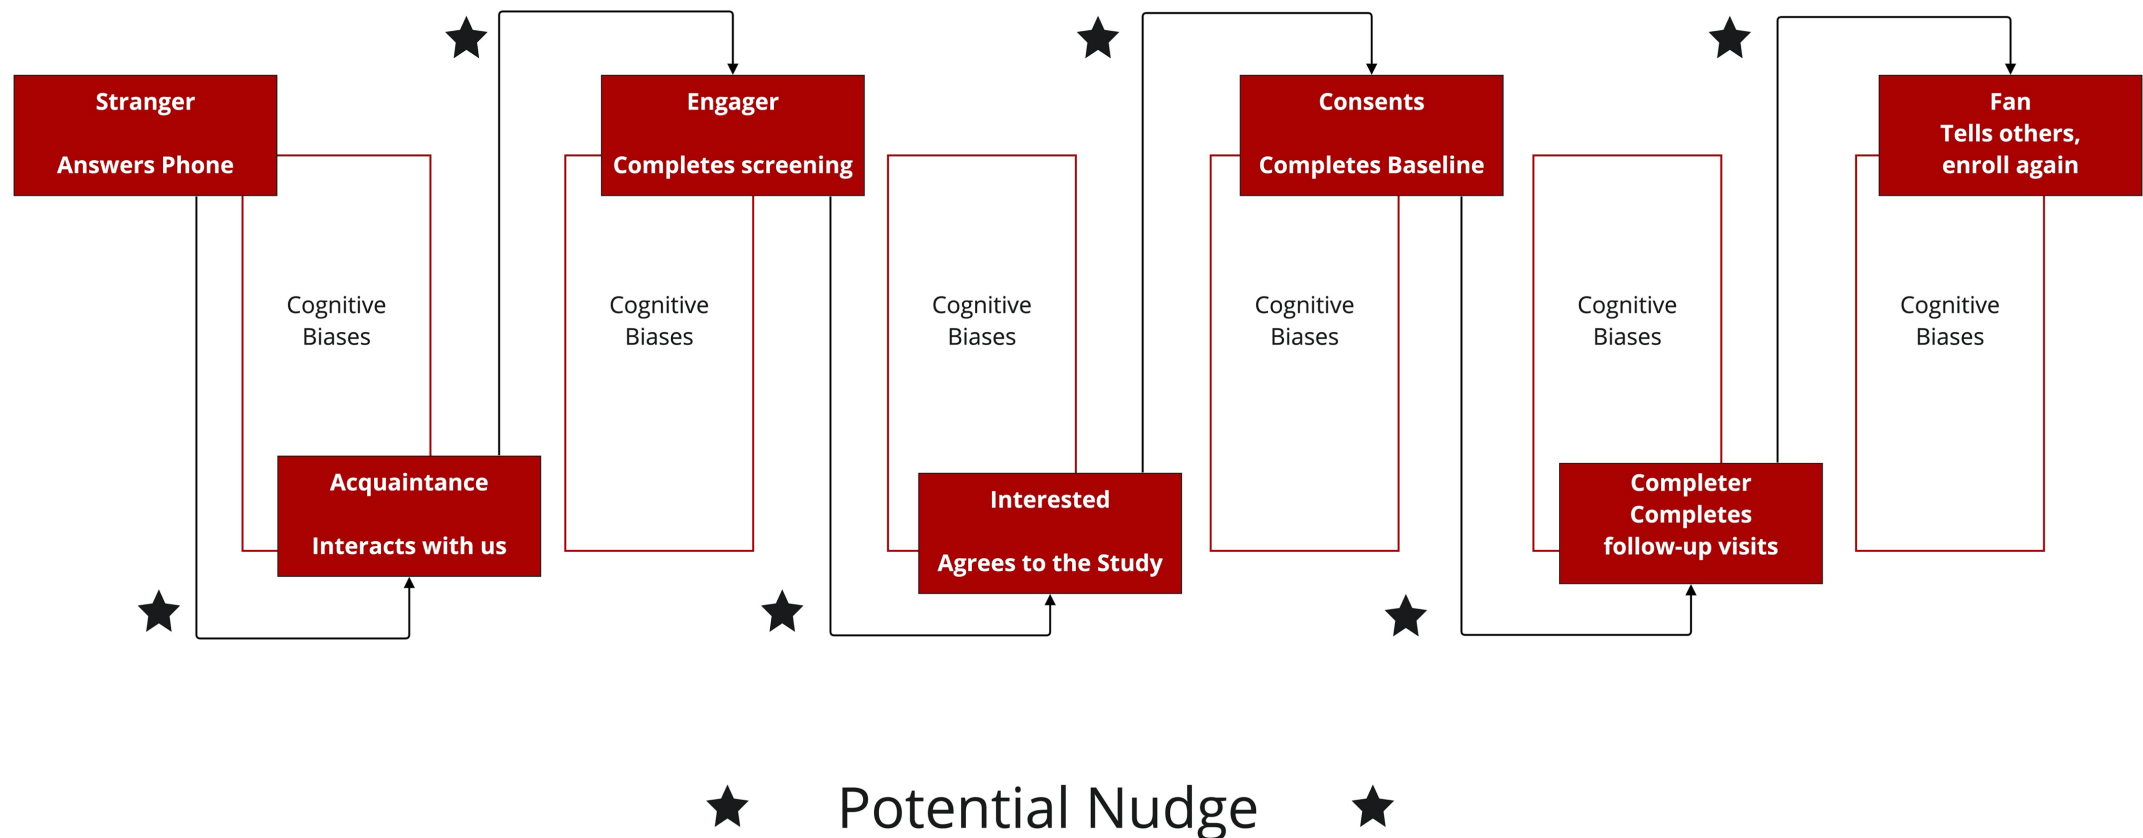 Stranger
Answers Phone
Engager
Completes screening
Consents
Completes Baseline
Fan
Tells others,
enroll again
Cognitive
Biases
Cognitive
Biases
Cognitive
Biases
Cognitive
Biases
Cognitive
Biases
Cognitive
Biases
Acquaintance
Interacts with us
Interested
Agrees to the Study
Completer
Completes
follow-up visits
Potential Nudge